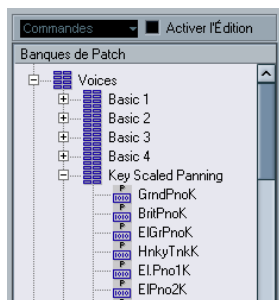 Commandes Activer l'Édition
Banques de Patch
Voices
Basic 1
Basic 2
Basic 3
Basic 4
Key Scaled Panning
P GrndPnoK
P BritPnoK
P ElGrPnoK
P HnkyTnkK
P El.Pno1K
P ElPno2K